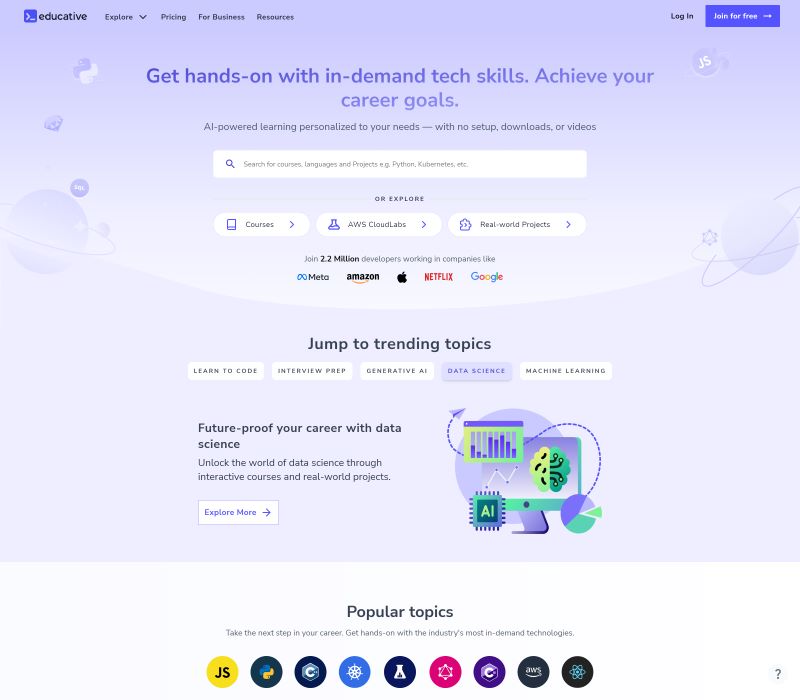 educative
Explore
Pricing
For Business
Resources
Log In
Join for free
Get hands-on with in-demand tech skills. Achieve your
career goals.
AI-powered learning personalized to your needs — with no setup, downloads, or videos
Search for courses, languages and Projects e.g. Python, Kubernetes, etc.
OR EXPLORE
Courses
AWS CloudLabs
Real-world Projects
Join 2.2 Million developers working in companies like
Meta
amazon
NETFLIX
Google
JS
SQL
Jump to trending topics
LEARN TO CODE
INTERVIEW PREP
GENERATIVE AI
DATA SCIENCE
MACHINE LEARNING
Future-proof your career with data
science
Unlock the world of data science through
interactive courses and real-world projects.
Explore More
AI
Popular topics
Take the next step in your career. Get hands-on with the industry's most in-demand technologies.
JS
C
C
aws
?